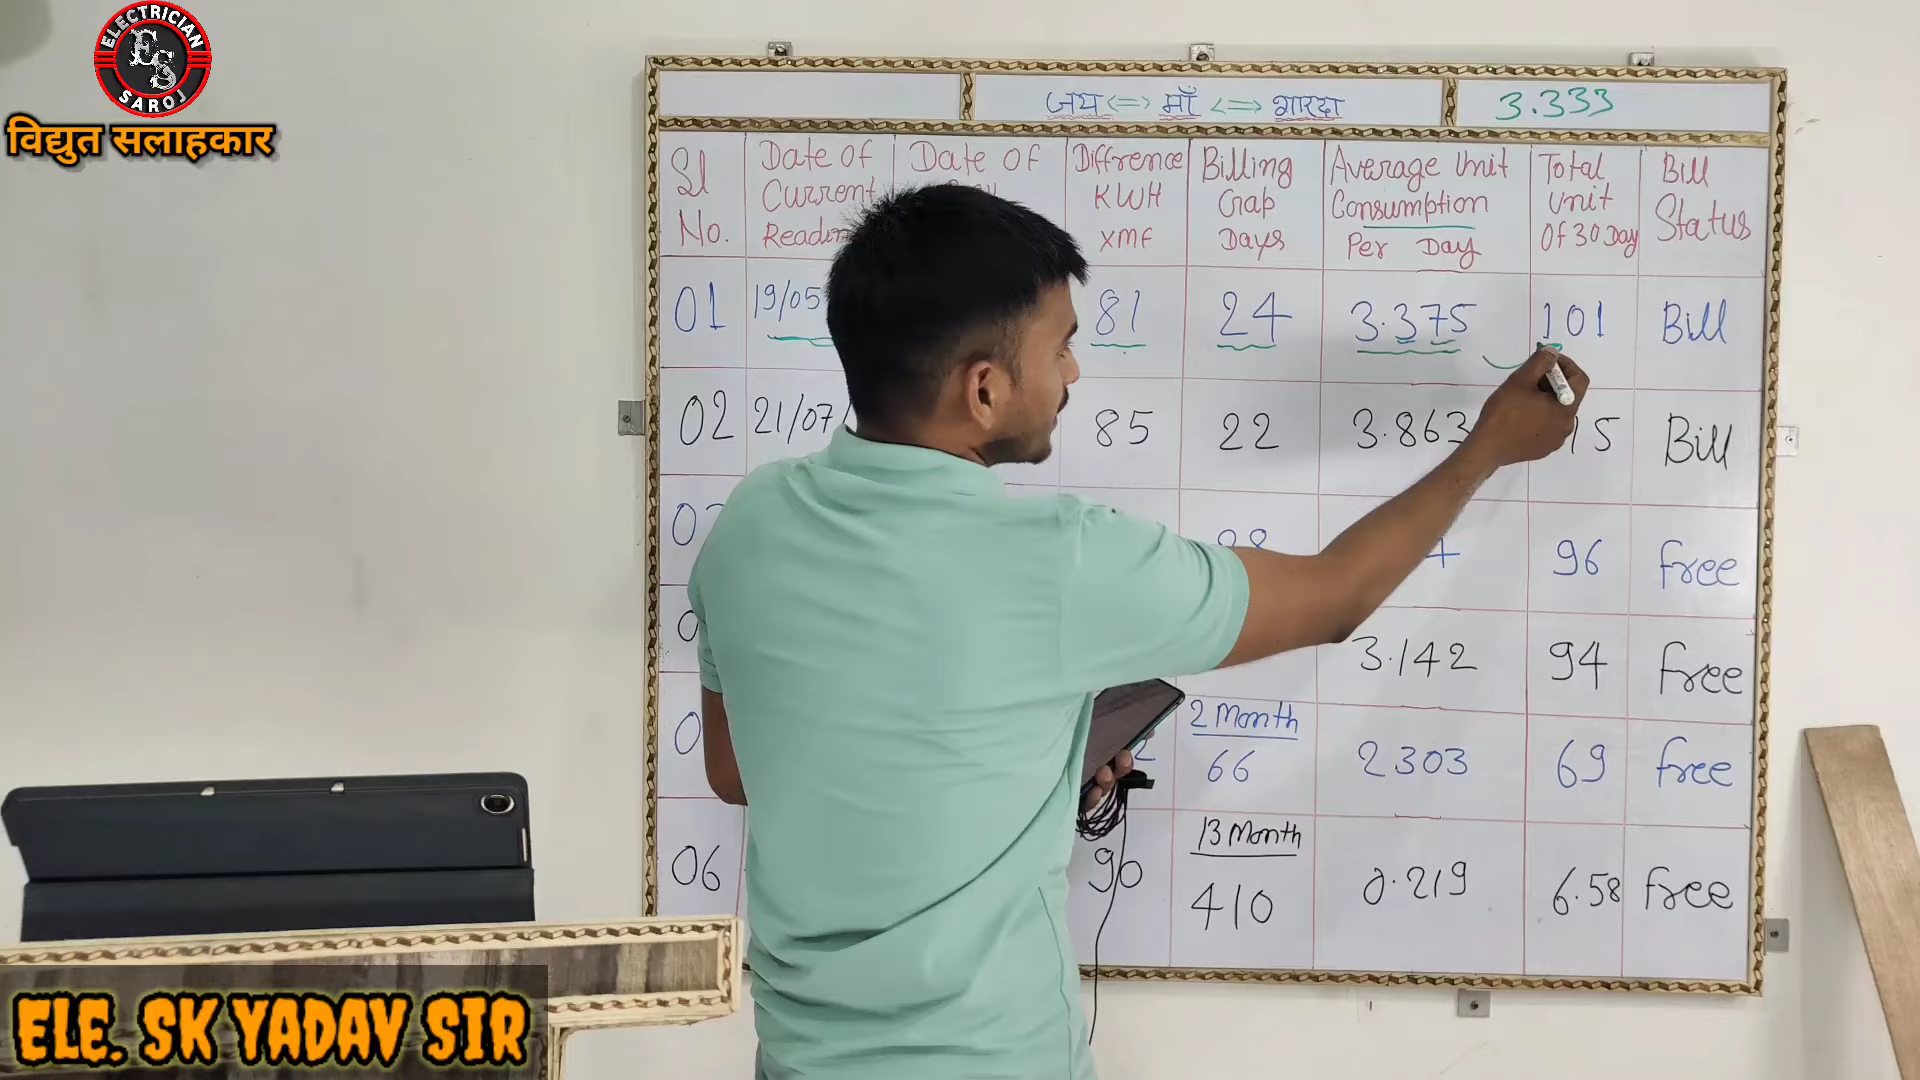 ELECTRICIAN
ES
SAROJ
विद्युत सलाहकार
जय <=> माँ <=> शारदा
3.333
Sl No.
Date Of Current
Date Of
Diffrence KWH XMF
Billing Gap Days
Average Unit Consumption Per Day
Total Unit Of 30 Day
Bill Status
01 19/05 81 24 3.375 101 Bill
02 21/07/ 85 22 3.863 15 Bill
96 Free
3.142 94 Free
2 Month
66 2.303 69 Free
13 Month
06 90 410 0.219 6.58 Free
ELE. SK YADAV SIR